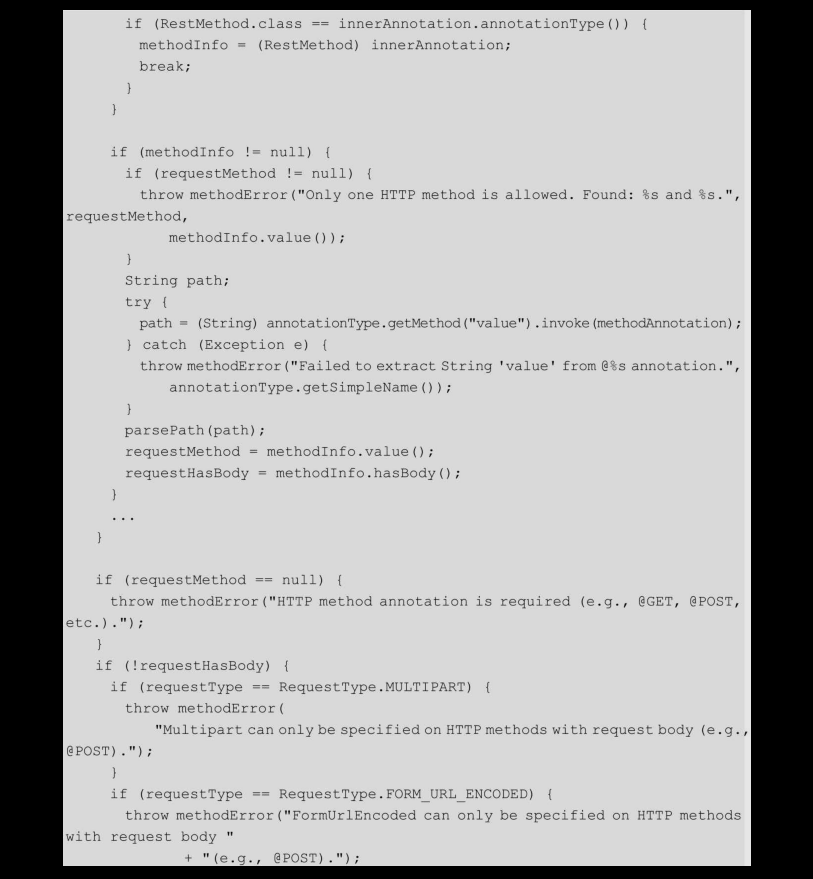 if (RestMethod.class == innerAnnotation.annotationType()) {
methodInfo = (RestMethod) innerAnnotation;
break;
}
}
if (methodInfo != null) {
if (requestMethod != null) {
throw methodError("Only one HTTP method is allowed. Found: %s and %s.",
requestMethod,
methodInfo.value());
}
String path;
try {
path = (String) annotationType.getMethod("value").invoke(methodAnnotation);
} catch (Exception e) {
throw methodError("Failed to extract String 'value' from @%s annotation.",
annotationType.getSimpleName());
}
parsePath(path);
requestMethod = methodInfo.value();
requestHasBody = methodInfo.hasBody();
}
...
}
if (requestMethod == null) {
throw methodError("HTTP method annotation is required (e.g., @GET, @POST,
etc.).");
}
if (!requestHasBody) {
if (requestType == RequestType.MULTIPART) {
throw methodError(
"Multipart can only be specified on HTTP methods with request body (e.g.,
@POST).");
}
if (requestType == RequestType.FORM_URL_ENCODED) {
throw methodError("FormUrlEncoded can only be specified on HTTP methods
with request body "
+ "(e.g., @POST).");